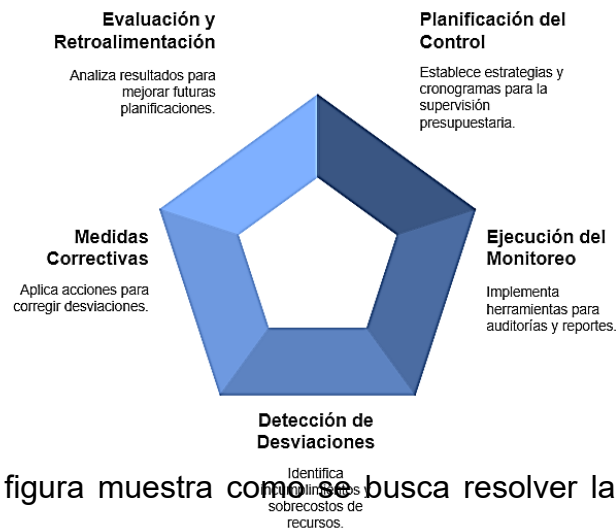 Evaluación y
Retroalimentación
Analiza resultados para
mejorar futuras
planificaciones.
Planificación del
Control
Establece estrategias y
cronogramas para la
supervisión
presupuestaria.
Medidas
Correctivas
Aplica acciones para
corregir desviaciones.
Ejecución del
Monitoreo
Implementa
herramientas para
auditorías y reportes.
Detección de
Desviaciones
Identifica
incumplimientos y
sobrecostos de
recursos.
figura muestra como se busca resolver la